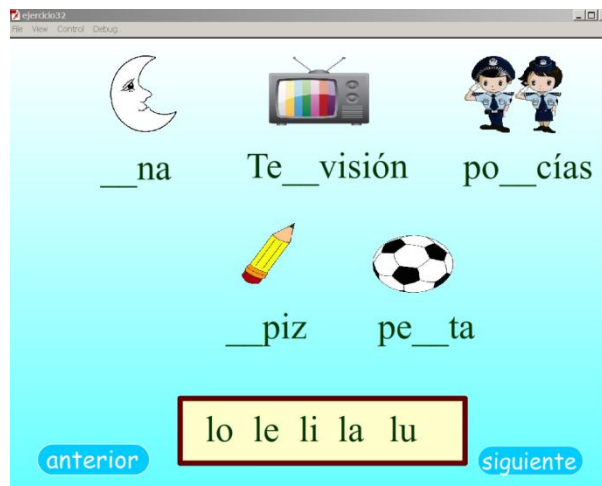 ejercicio32
File View Control Debug
__na Te__visión po__cías
__piz pe__ta
lo le li la lu
anterior siguiente